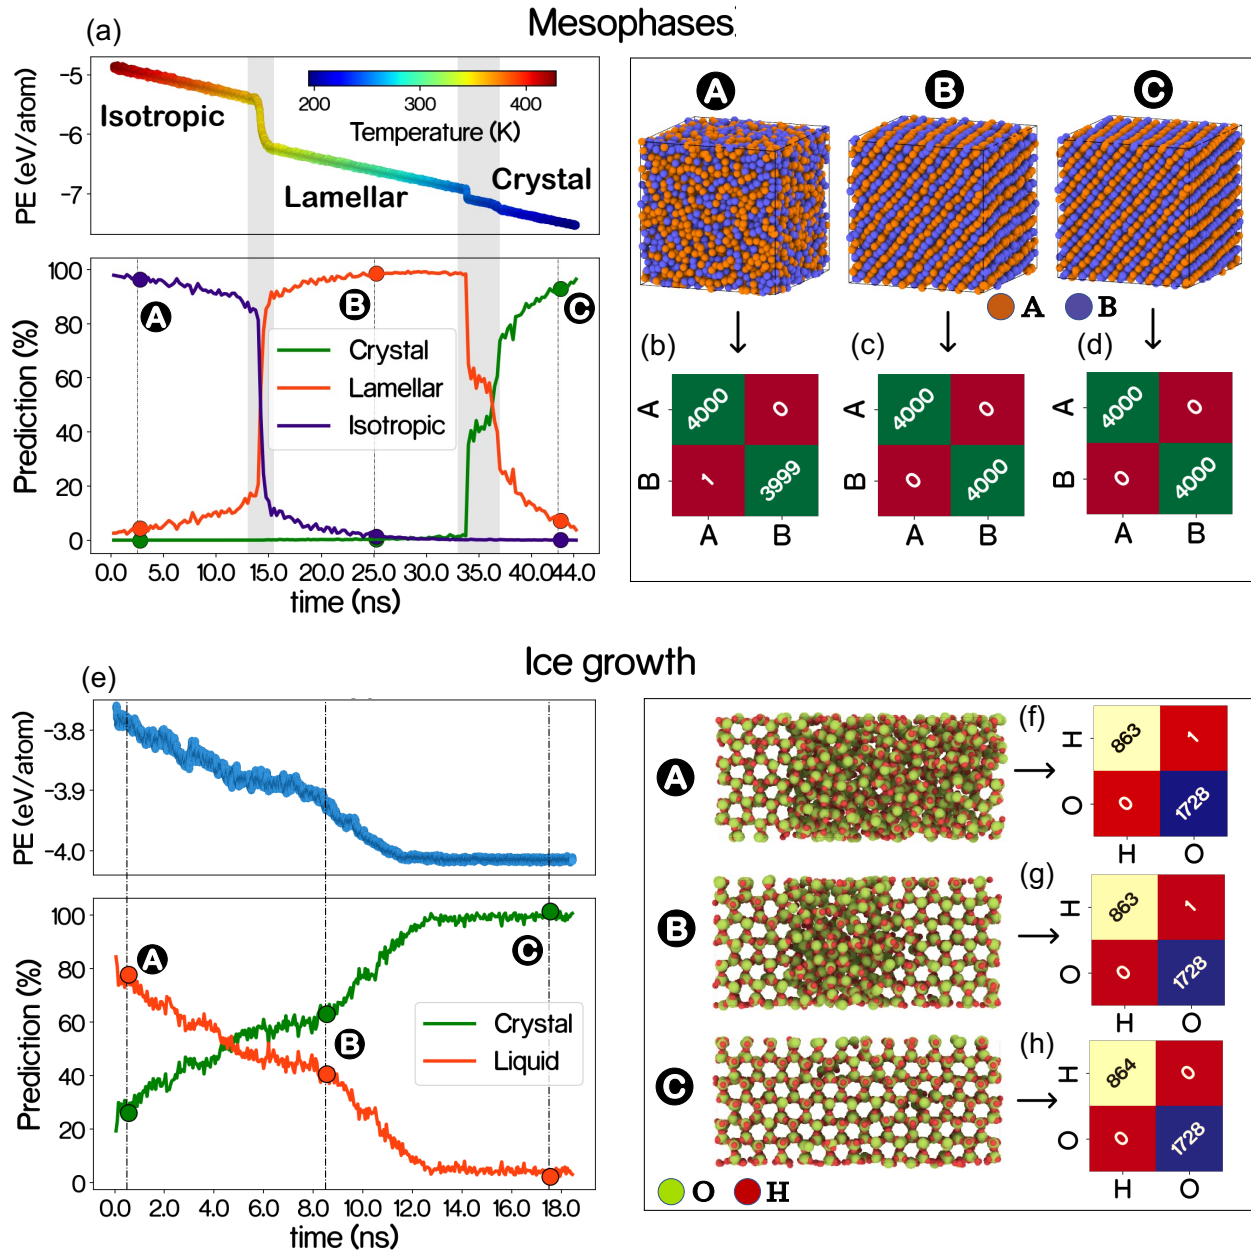 Mesophases
(a)
−5
−6
−7
PE (eV/atom)
Isotropic
Lamellar
Crystal
200 300 400
Temperature (K)
100
80
60
40
20
0
Prediction (%)
A
B
C
Crystal
Lamellar
Isotropic
0.0 5.0 10.0 15.0 20.0 25.0 30.0 35.0 40.0 44.0
time (ns)
A B C
A B
(b) (c) (d)
A 4000 0
B 1 3999
A B
A 4000 0
B 0 4000
A B
A 4000 0
B 0 4000
A B
Ice growth
(e)
−3.8
−3.9
−4.0
PE (eV/atom)
100
80
60
40
20
0
Prediction (%)
A
B
C
Crystal
Liquid
0.0 2.0 4.0 6.0 8.0 10.0 12.0 14.0 16.0 18.0
time (ns)
A
(f)
H 863 1
O 0 1728
H O
B
(g)
H 863 1
O 0 1728
H O
C
(h)
H 864 0
O 0 1728
H O
O H